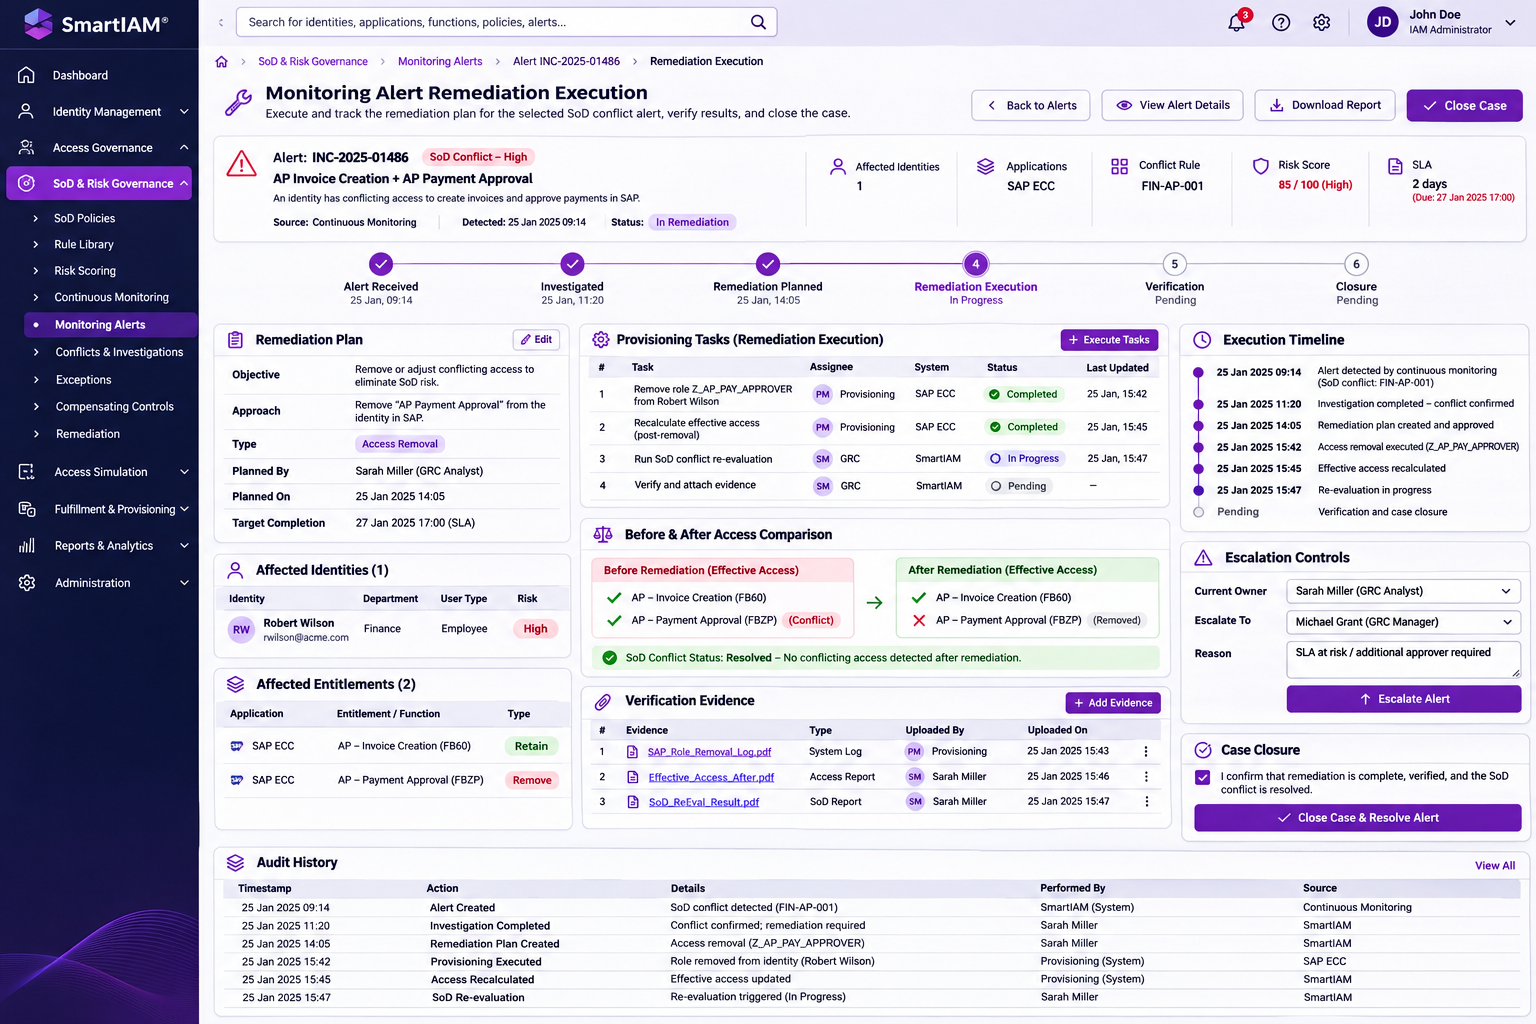 SmartIAM®
Search for identities, applications, functions, policies, alerts...
3
JD
John Doe
IAM Administrator
Dashboard
Identity Management
Access Governance
SoD & Risk Governance
SoD Policies
Rule Library
Risk Scoring
Continuous Monitoring
Monitoring Alerts
Conflicts & Investigations
Exceptions
Compensating Controls
Remediation
Access Simulation
Fulfillment & Provisioning
Reports & Analytics
Administration
SoD & Risk Governance > Monitoring Alerts > Alert INC-2025-01486 > Remediation Execution
Monitoring Alert Remediation Execution
Execute and track the remediation plan for the selected SoD conflict alert, verify results, and close the case.
Back to Alerts
View Alert Details
Download Report
Close Case
Alert: INC-2025-01486 SoD Conflict – High
AP Invoice Creation + AP Payment Approval
An identity has conflicting access to create invoices and approve payments in SAP.
Source: Continuous Monitoring Detected: 25 Jan 2025 09:14 Status: In Remediation
Affected Identities
1
Applications
SAP ECC
Conflict Rule
FIN-AP-001
Risk Score
85 / 100 (High)
SLA
2 days
(Due: 27 Jan 2025 17:00)
Alert Received
25 Jan, 09:14
Investigated
25 Jan, 11:20
Remediation Planned
25 Jan, 14:05
4
Remediation Execution
In Progress
5
Verification
Pending
6
Closure
Pending
Remediation Plan
Edit
Objective Remove or adjust conflicting access to
eliminate SoD risk.
Approach Remove “AP Payment Approval” from the
identity in SAP.
Type Access Removal
Planned By Sarah Miller (GRC Analyst)
Planned On 25 Jan 2025 14:05
Target Completion 27 Jan 2025 17:00 (SLA)
Affected Identities (1)
Identity Department User Type Risk
RW Robert Wilson Finance Employee High
rwilson@acme.com
Affected Entitlements (2)
Application Entitlement / Function Type
SAP ECC AP – Invoice Creation (FB60) Retain
SAP ECC AP – Payment Approval (FBZP) Remove
Provisioning Tasks (Remediation Execution)
+ Execute Tasks
# Task Assignee System Status Last Updated
1 Remove role Z_AP_PAY_APPROVER PM Provisioning SAP ECC Completed 25 Jan, 15:42
from Robert Wilson
2 Recalculate effective access PM Provisioning SAP ECC Completed 25 Jan, 15:45
(post-removal)
3 Run SoD conflict re-evaluation SM GRC SmartIAM In Progress 25 Jan, 15:47
4 Verify and attach evidence SM GRC SmartIAM Pending –
Before & After Access Comparison
Before Remediation (Effective Access)
AP – Invoice Creation (FB60)
AP – Payment Approval (FBZP) (Conflict)
After Remediation (Effective Access)
AP – Invoice Creation (FB60)
AP – Payment Approval (FBZP) (Removed)
SoD Conflict Status: Resolved – No conflicting access detected after remediation.
Verification Evidence
+ Add Evidence
# Evidence Type Uploaded By Uploaded On
1 SAP_Role_Removal_Log.pdf System Log PM Provisioning 25 Jan 2025 15:43
2 Effective_Access_After.pdf Access Report SM Sarah Miller 25 Jan 2025 15:46
3 SoD_ReEval_Result.pdf SoD Report SM Sarah Miller 25 Jan 2025 15:47
Execution Timeline
25 Jan 2025 09:14 Alert detected by continuous monitoring
(SoD conflict: FIN-AP-001)
25 Jan 2025 11:20 Investigation completed – conflict confirmed
25 Jan 2025 14:05 Remediation plan created and approved
25 Jan 2025 15:42 Access removal executed (Z_AP_PAY_APPROVER)
25 Jan 2025 15:45 Effective access recalculated
25 Jan 2025 15:47 Re-evaluation in progress
Pending Verification and case closure
Escalation Controls
Current Owner Sarah Miller (GRC Analyst)
Escalate To Michael Grant (GRC Manager)
Reason SLA at risk / additional approver required
Escalate Alert
Case Closure
I confirm that remediation is complete, verified, and the SoD
conflict is resolved.
Close Case & Resolve Alert
Audit History
View All
Timestamp Action Details Performed By Source
25 Jan 2025 09:14 Alert Created SoD conflict detected (FIN-AP-001) SmartIAM (System) Continuous Monitoring
25 Jan 2025 11:20 Investigation Completed Conflict confirmed; remediation required Sarah Miller SmartIAM
25 Jan 2025 14:05 Remediation Plan Created Access removal (Z_AP_PAY_APPROVER) Sarah Miller SmartIAM
25 Jan 2025 15:42 Provisioning Executed Role removed from identity (Robert Wilson) Provisioning (System) SAP ECC
25 Jan 2025 15:45 Access Recalculated Effective access updated Provisioning (System) SmartIAM
25 Jan 2025 15:47 SoD Re-evaluation Re-evaluation triggered (In Progress) Sarah Miller SmartIAM